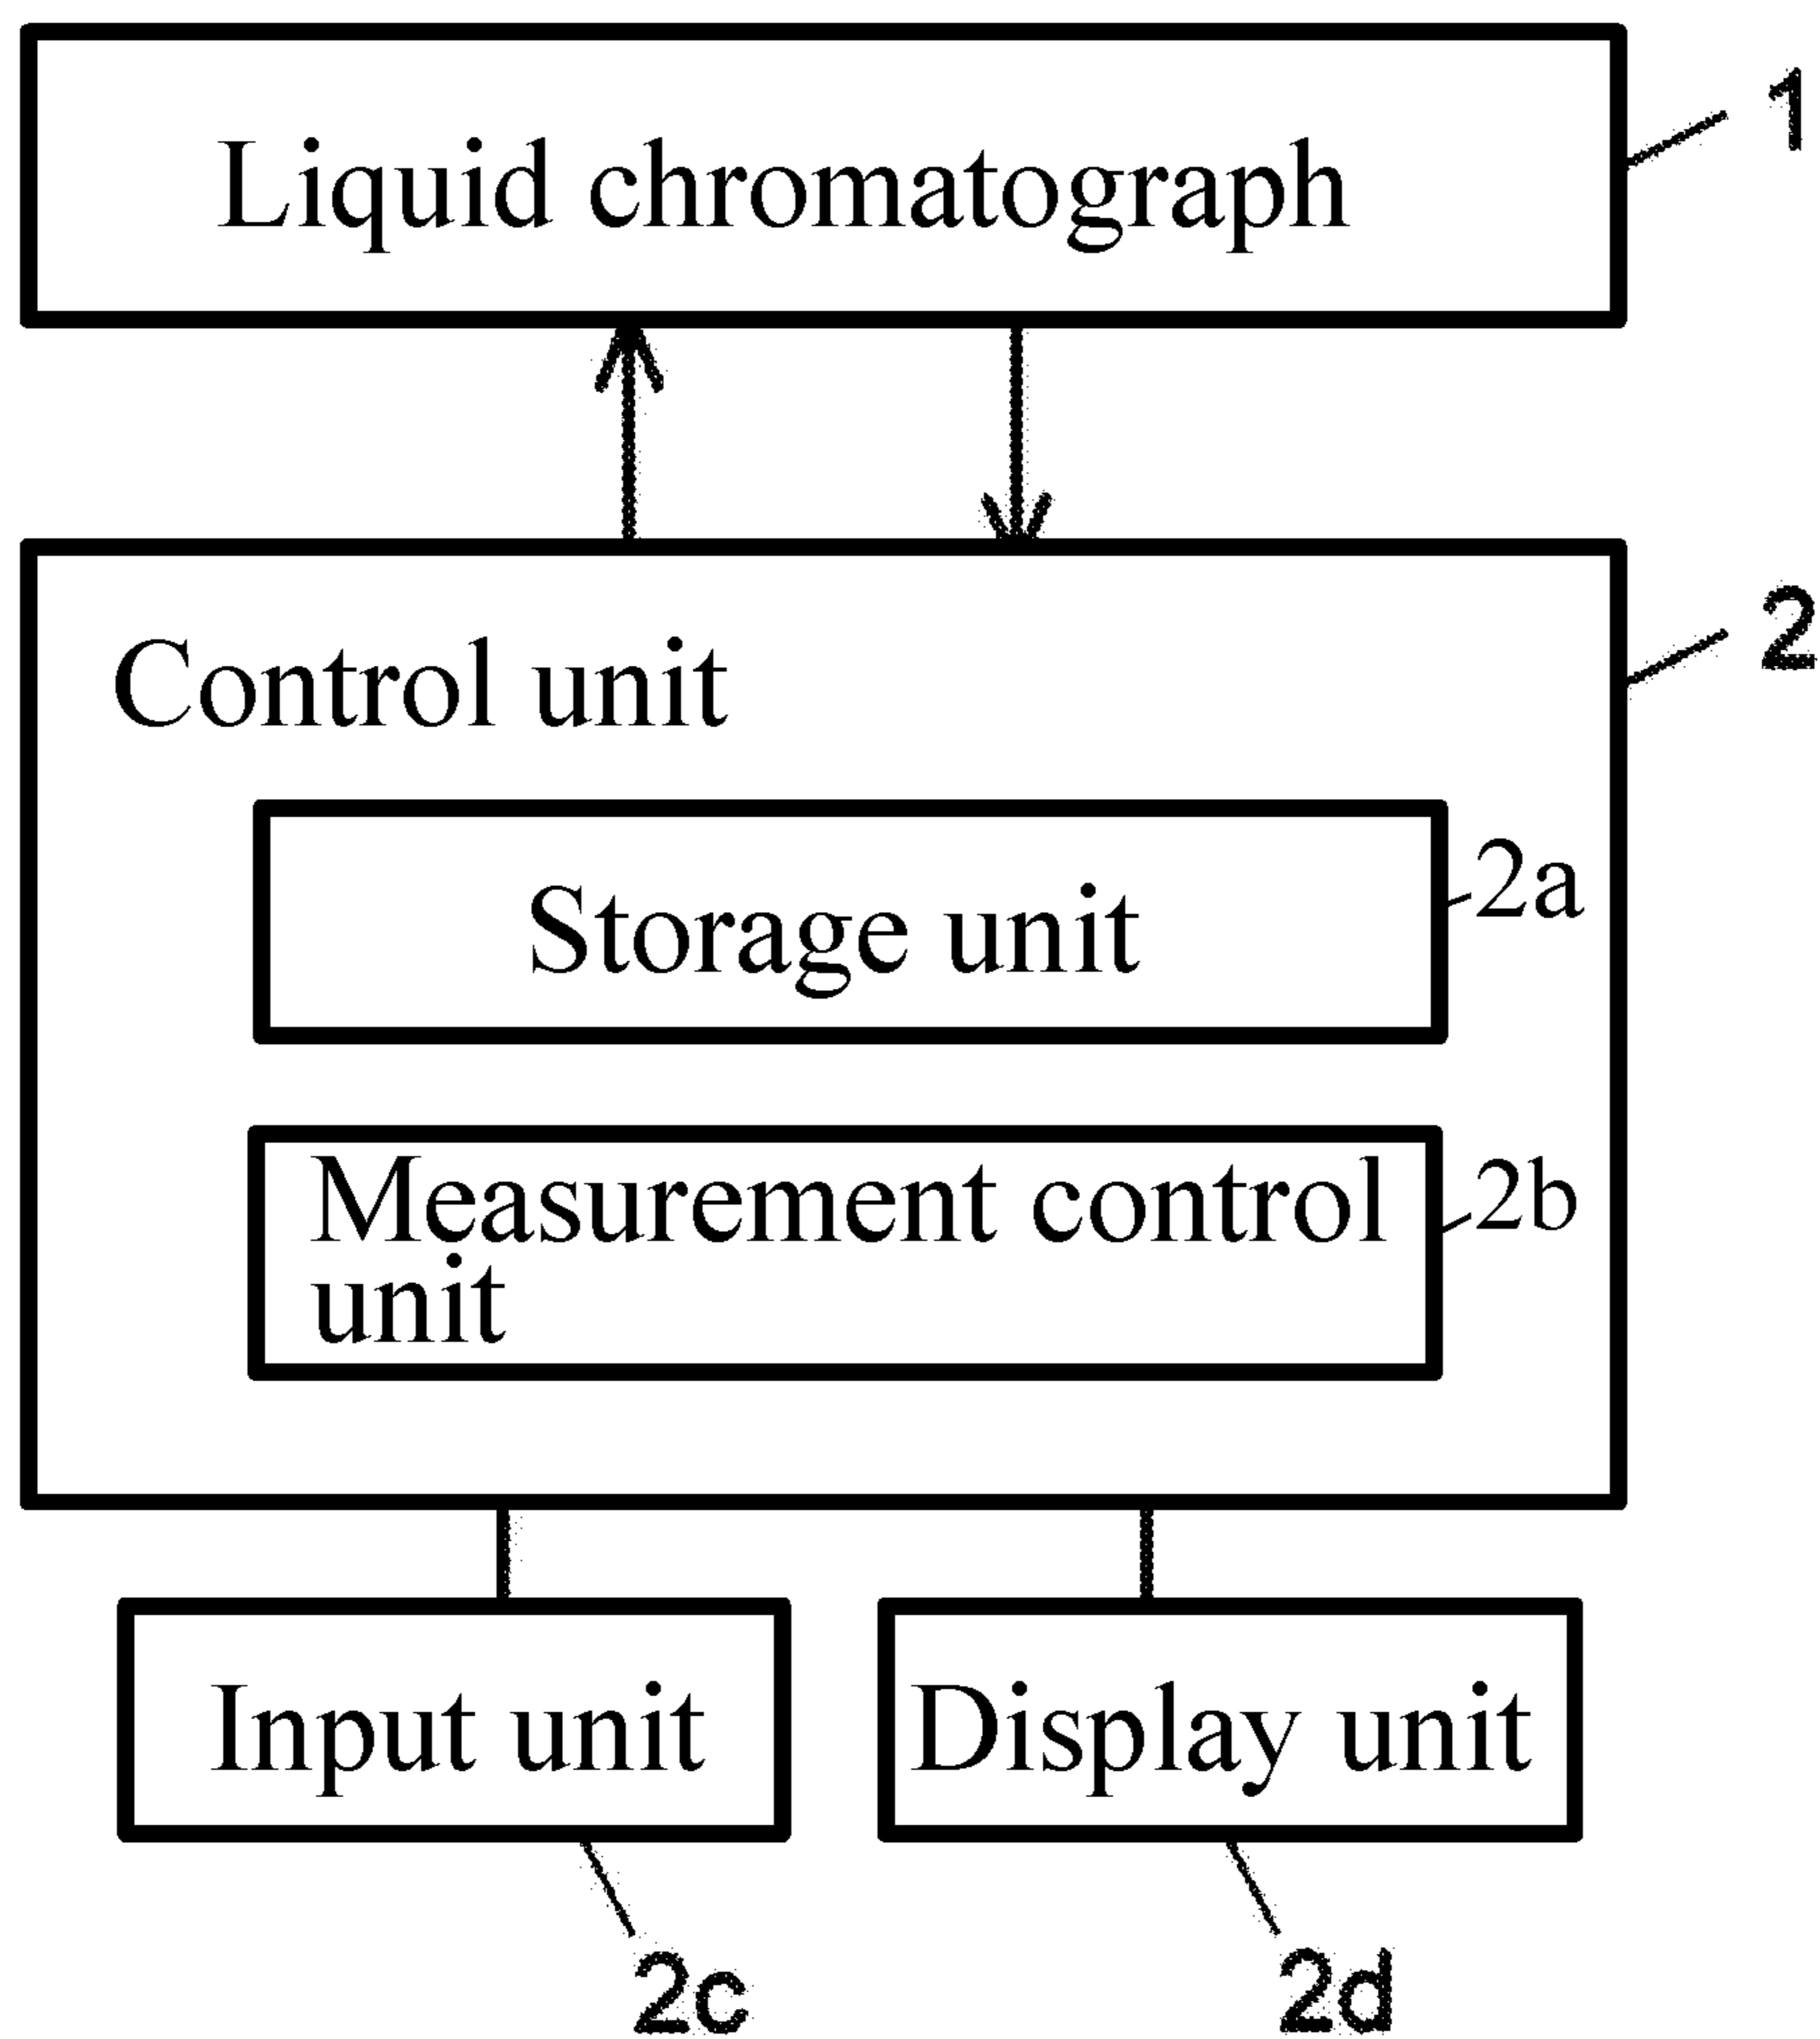 Liquid chromatograph
1
Control unit
2
Storage unit
2a
Measurement control
unit
2b
Input unit
Display unit
2c
2d